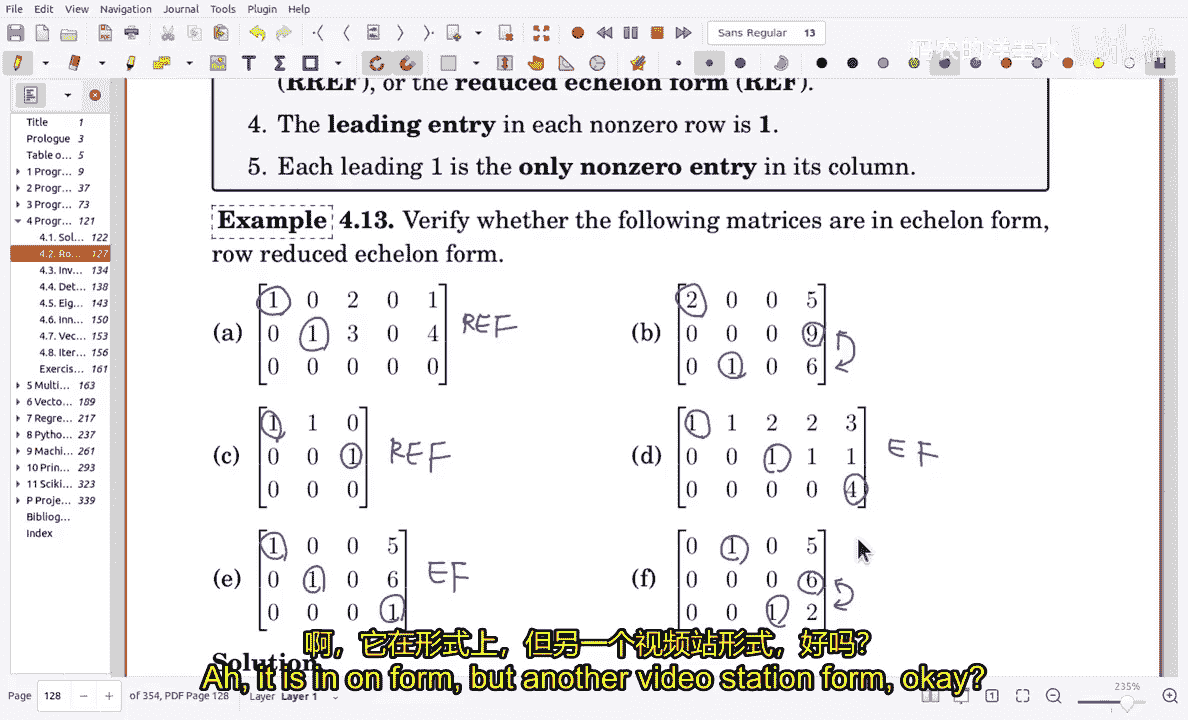 File Edit View Navigation Journal Tools Plugin Help
Sans Regular 13
(RREF), or the reduced echelon form (REF).
4. The leading entry in each nonzero row is 1.
5. Each leading 1 is the only nonzero entry in its column.
Title 1
Prologue 3
Table o... 5
1 Progr... 9
2 Progr... 37
3 Progr... 73
4 Progr... 121
4.1. Sol... 122
4.2. Ro... 127
4.3. Inv... 134
4.4. Det... 138
4.5. Eig... 143
4.6. Inn... 150
4.7. Vec... 153
4.8. Iter... 156
Exercis... 161
5 Multi... 163
6 Vecto... 189
7 Regre... 217
8 Pytho... 237
9 Machi... 261
10 Prin... 293
11 Sciki... 323
P Proje... 339
Bibliog...
Index
Example 4.13. Verify whether the following matrices are in echelon form,
row reduced echelon form.
(a)
1 0 2 0 1
0 1 3 0 4
0 0 0 0 0
REF
(b)
2 0 0 5
0 0 0 9
0 1 0 6
(c)
1 1 0
0 0 1
0 0 0
REF
(d)
1 1 2 2 3
0 0 1 1 1
0 0 0 0 4
EF
(e)
1 0 0 5
0 1 0 6
0 0 0 1
EF
(f)
0 1 0 5
0 0 0 6
0 0 1 2
Solution
啊，它在形式上，但另一个视频站形式，好吗？
Ah, it is in on form, but another video station form, okay?
Page 128 of 354, PDF Page 128 Layer Layer 1
235%